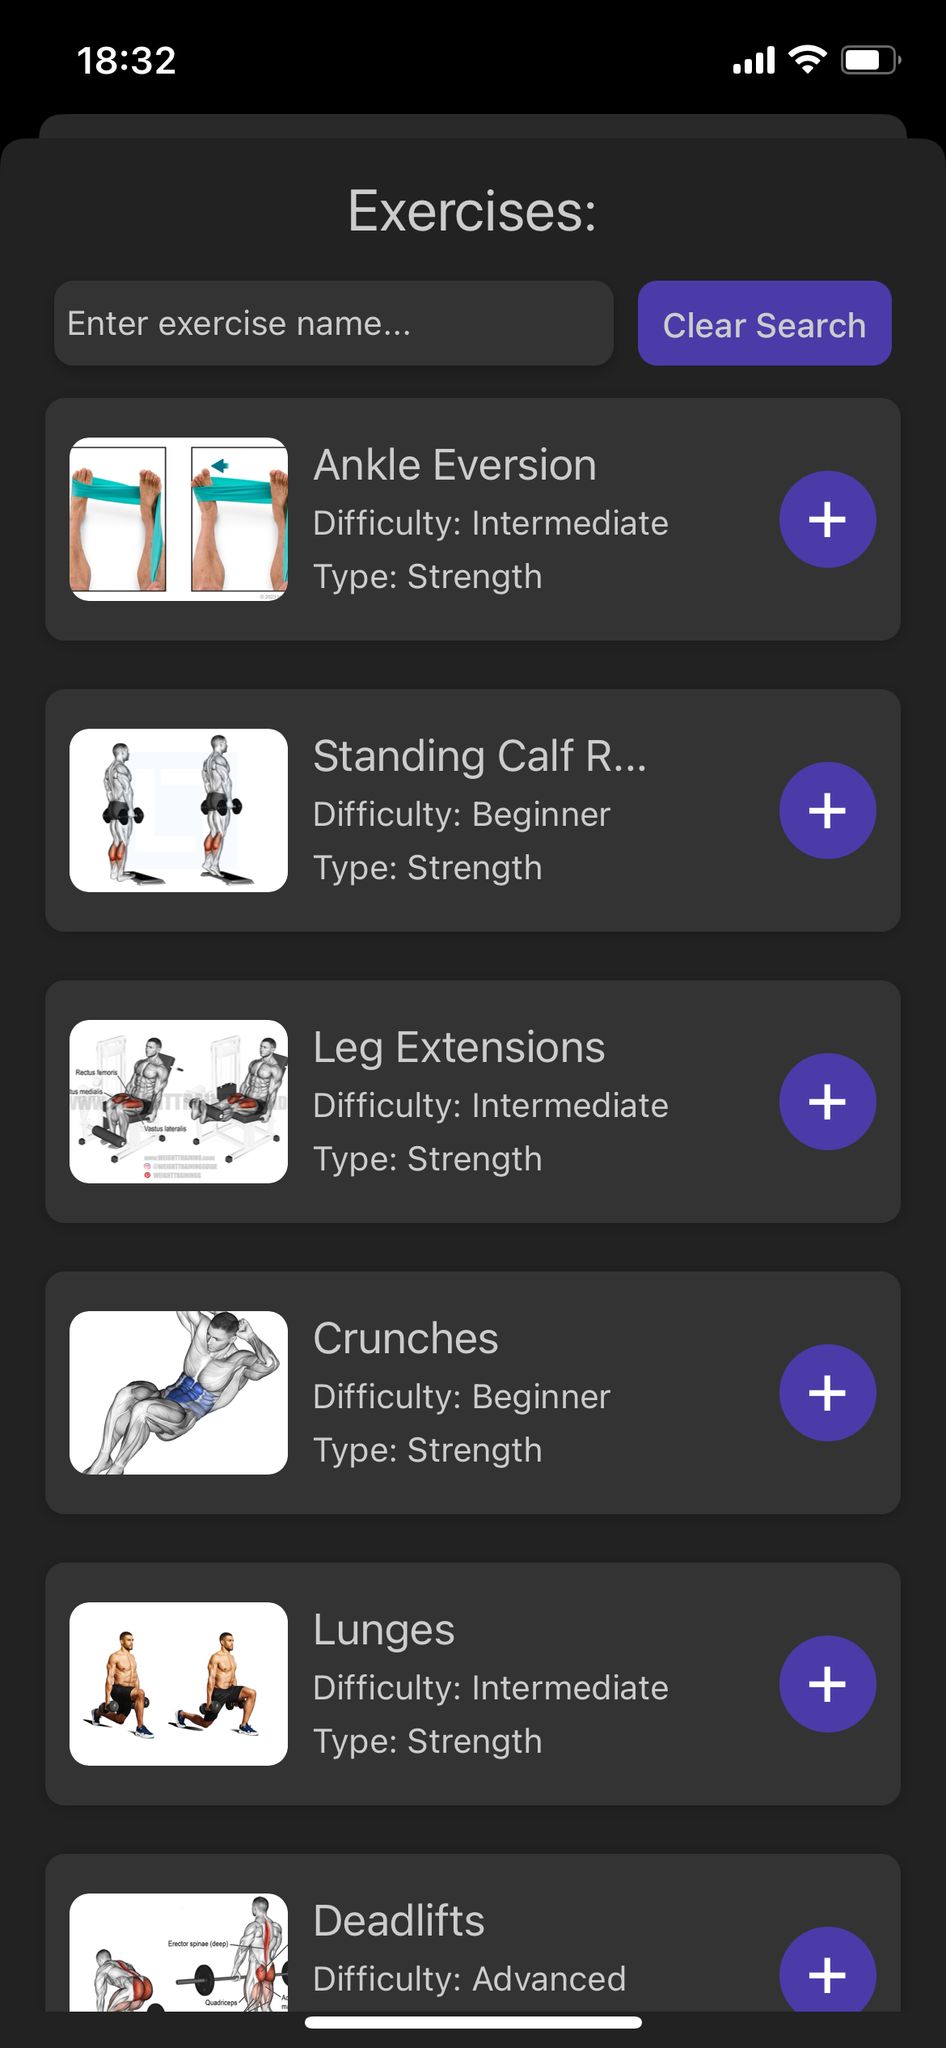 18:32
Exercises:
Enter exercise name...
Clear Search
Ankle Eversion
Difficulty: Intermediate
Type: Strength
Standing Calf R...
Difficulty: Beginner
Type: Strength
Rectus femoris
tus medialis
Vastus lateralis
Leg Extensions
Difficulty: Intermediate
Type: Strength
Crunches
Difficulty: Beginner
Type: Strength
Lunges
Difficulty: Intermediate
Type: Strength
Erector spinae (deep)
Quadriceps
Deadlifts
Difficulty: Advanced